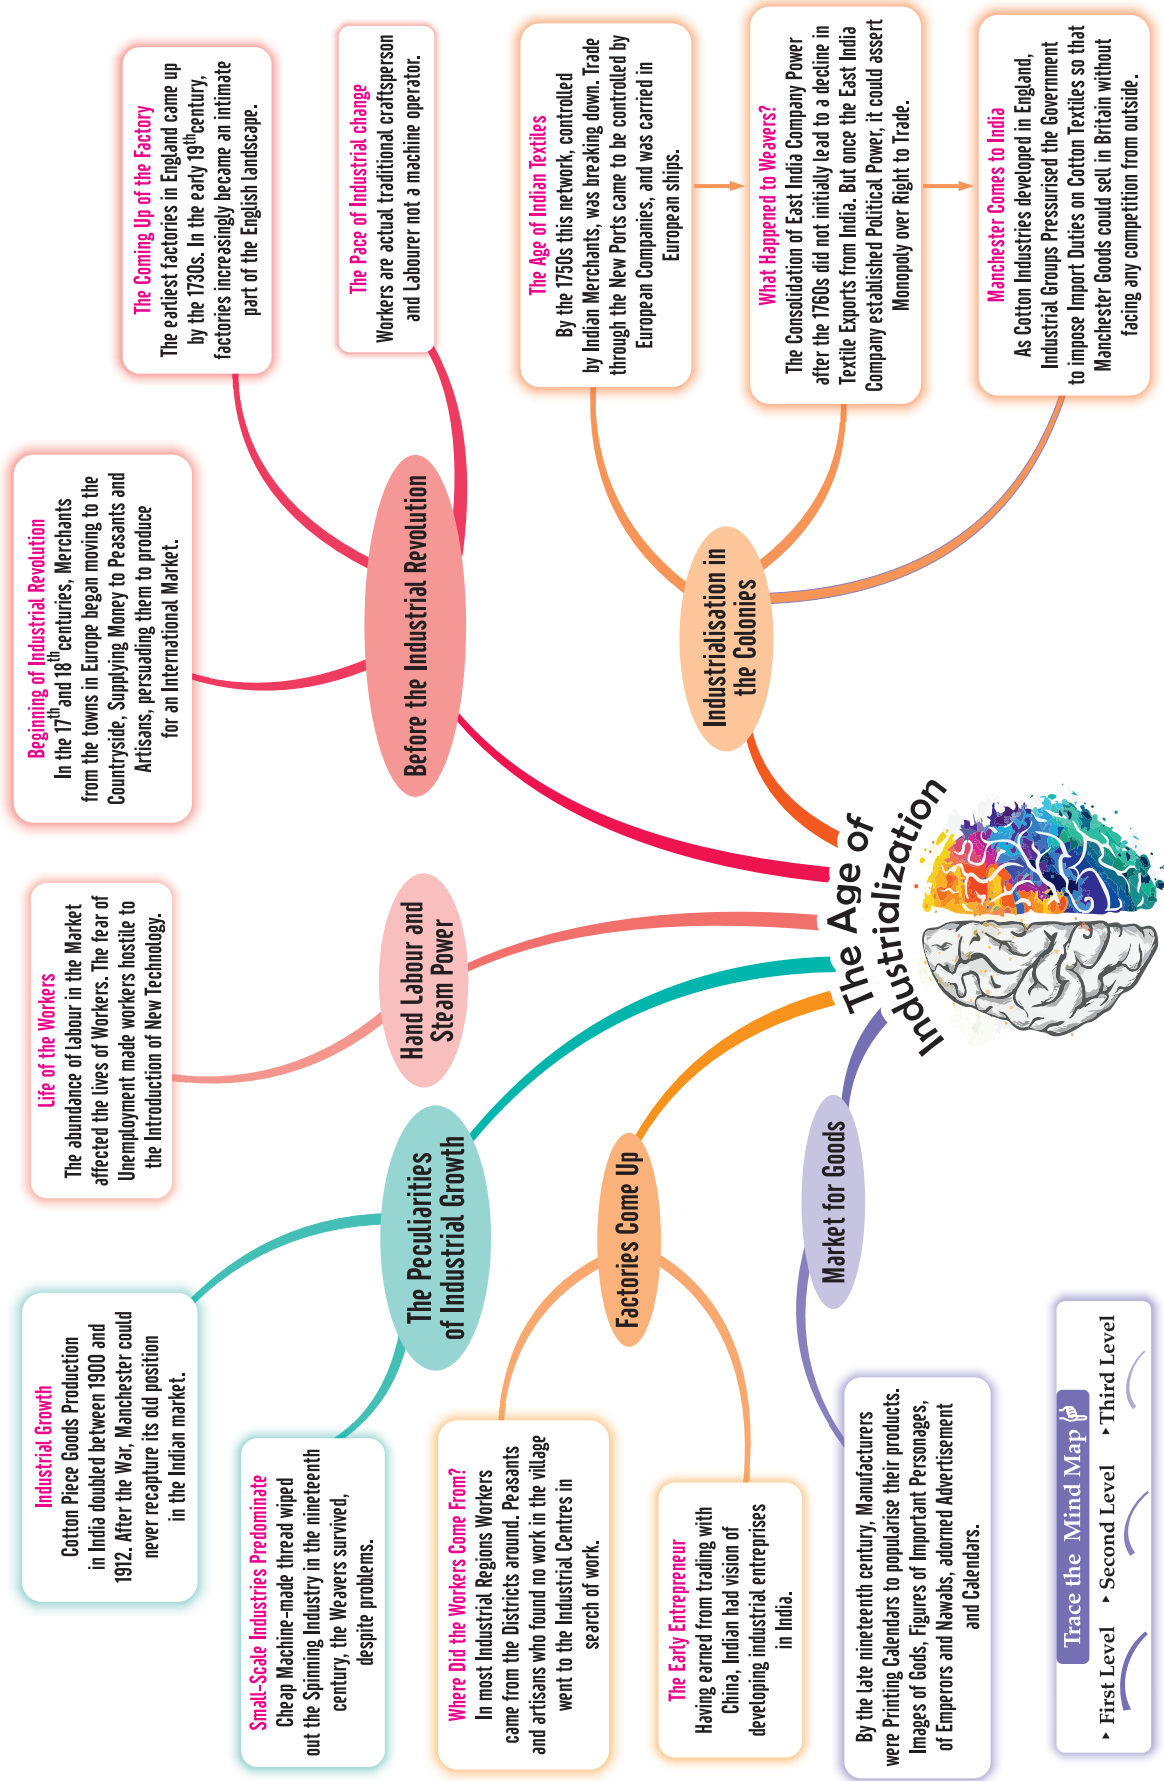 The Age of
Industrialization
Before the Industrial Revolution
Beginning of Industrial Revolution
In the 17th and 18th centuries, Merchants
from the towns in Europe began moving to the
Countryside, Supplying Money to Peasants and
Artisans, persuading them to produce
for an International Market.
The Coming Up of the Factory
The earliest factories in England came up
by the 1730s. In the early 19th century,
factories increasingly became an intimate
part of the English landscape.
The Pace of Industrial change
Workers are actual traditional craftsperson
and Labourer not a machine operator.
Hand Labour and
Steam Power
Life of the Workers
The abundance of labour in the Market
affected the lives of Workers. The fear of
Unemployment made workers hostile to
the Introduction of New Technology.
Industrialisation in
the Colonies
The Age of Indian Textiles
By the 1750s this network, controlled
by Indian Merchants, was breaking down. Trade
through the New Ports came to be controlled by
European Companies, and was carried in
European ships.
What Happened to Weavers?
The Consolidation of East India Company Power
after the 1760s did not initially lead to a decline in
Textile Exports from India. But once the East India
Company established Political Power, it could assert
Monopoly over Right to Trade.
Manchester Comes to India
As Cotton Industries developed in England,
Industrial Groups Pressurised the Government
to impose Import Duties on Cotton Textiles so that
Manchester Goods could sell in Britain without
facing any competition from outside.
The Peculiarities
of Industrial Growth
Industrial Growth
Cotton Piece Goods Production
in India doubled between 1900 and
1912. After the War, Manchester could
never recapture its old position
in the Indian market.
Small-Scale Industries Predominate
Cheap Machine-made thread wiped
out the Spinning Industry in the nineteenth
century, the Weavers survived,
despite problems.
Factories Come Up
Where Did the Workers Come From?
In most Industrial Regions Workers
came from the Districts around. Peasants
and artisans who found no work in the village
went to the Industrial Centres in
search of work.
The Early Entrepreneur
Having earned from trading with
China, Indian had vision of
developing industrial entreprises
in India.
Market for Goods
By the Late nineteenth century, Manufacturers
were Printing Calendars to popularise their products.
Images of Gods, Figures of Important Personages,
of Emperors and Nawabs, adorned Advertisement
and Calendars.
Trace the Mind Map
First Level
Second Level
Third Level